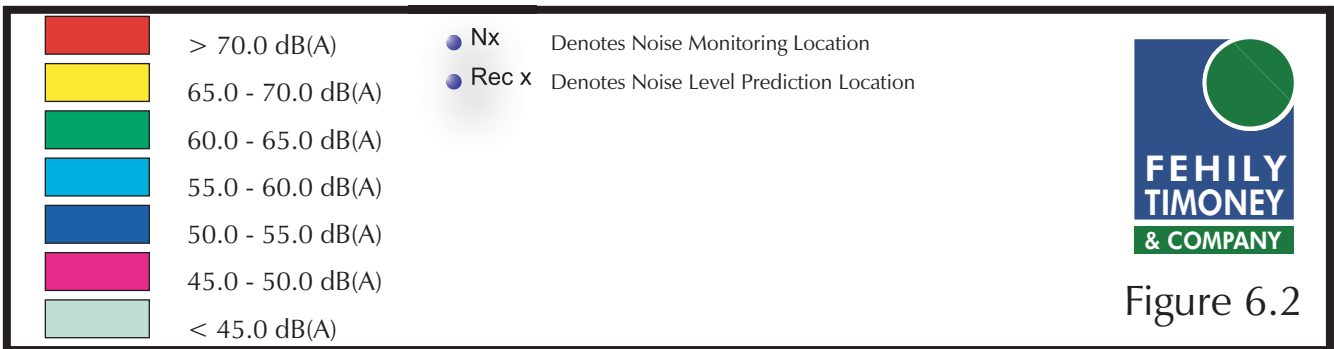 > 70.0 dB(A)
65.0 - 70.0 dB(A)
60.0 - 65.0 dB(A)
55.0 - 60.0 dB(A)
50.0 - 55.0 dB(A)
45.0 - 50.0 dB(A)
< 45.0 dB(A)
Nx Denotes Noise Monitoring Location
Rec x Denotes Noise Level Prediction Location
FEHILY
TIMONEY
& COMPANY
Figure 6.2